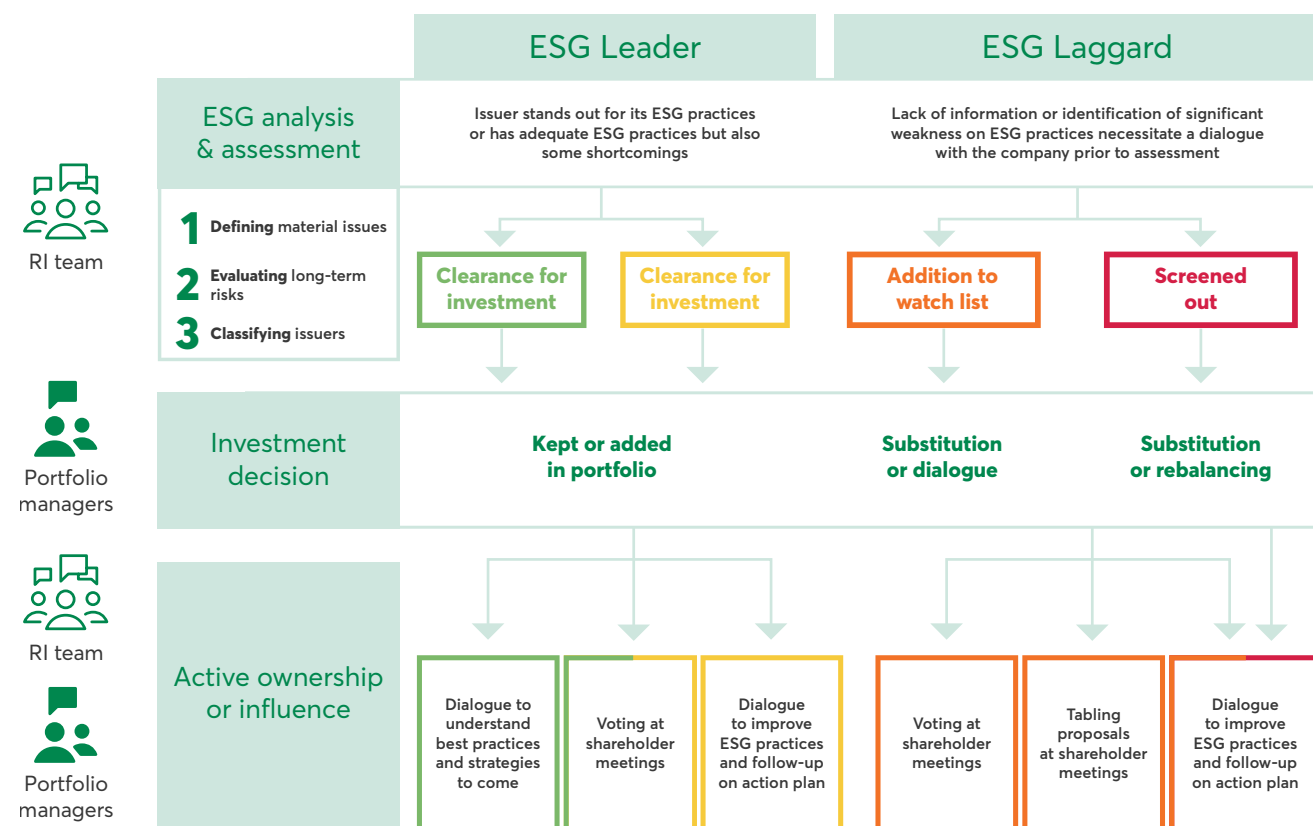 ESG Leader
ESG Laggard
ESG analysis
& assessment
Issuer stands out for its ESG practices
or has adequate ESG practices but also
some shortcomings
Lack of information or identification of significant
weakness on ESG practices necessitate a dialogue
with the company prior to assessment
RI team
1 Defining material issues
2 Evaluating long-term
risks
3 Classifying issuers
Clearance for
investment
Clearance for
investment
Addition to
watch list
Screened
out
Portfolio
managers
Investment
decision
Kept or added
in portfolio
Substitution
or dialogue
Substitution
or rebalancing
RI team
Portfolio
managers
Active ownership
or influence
Dialogue to
understand
best practices
and strategies
to come
Voting at
shareholder
meetings
Dialogue
to improve
ESG practices
and follow-up
on action plan
Voting at
shareholder
meetings
Tabling
proposals
at shareholder
meetings
Dialogue
to improve
ESG practices
and follow-up
on action plan